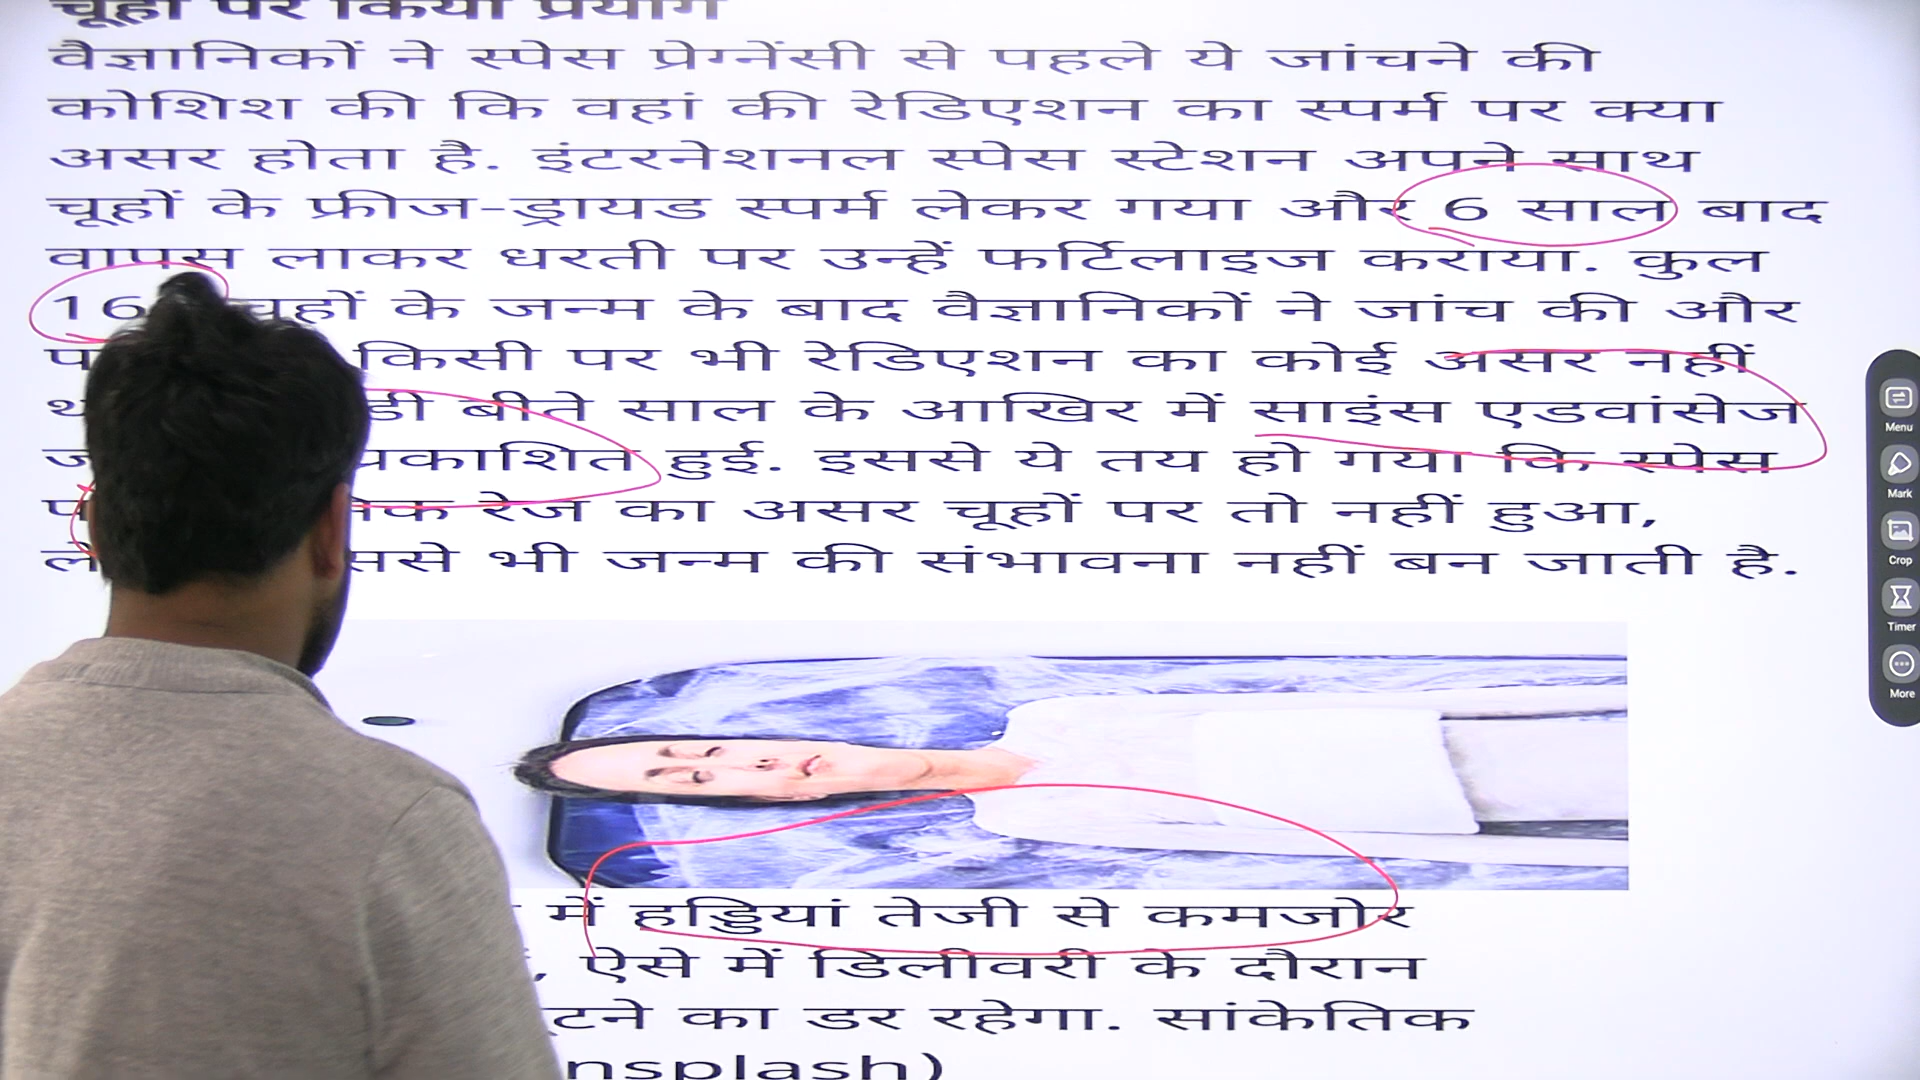 चूहों पर किया प्रयोग
वैज्ञानिकों ने स्पेस प्रेग्नेंसी से पहले ये जांचने की
कोशिश की कि वहां की रेडिएशन का स्पर्म पर क्या
असर होता है. इंटरनेशनल स्पेस स्टेशन अपने साथ
चूहों के फ्रीज-ड्रायड स्पर्म लेकर गया और 6 साल बाद
वापस लाकर धरती पर उन्हें फर्टिलाइज कराया. कुल
चूहों के जन्म के बाद वैज्ञानिकों ने जांच की और
किसी पर भी रेडिएशन का कोई असर नहीं
बीते साल के आखिर में साइंस एडवांसेज
प्रकाशित हुई. इससे ये तय हो गया कि स्पेस
रेज का असर चूहों पर तो नहीं हुआ,
भी जन्म की संभावना नहीं बन जाती है.
में हड्डियां तेजी से कमजोर
, ऐसे में डिलीवरी के दौरान
का डर रहेगा. सांकेतिक
Menu
Mark
Crop
Timer
More